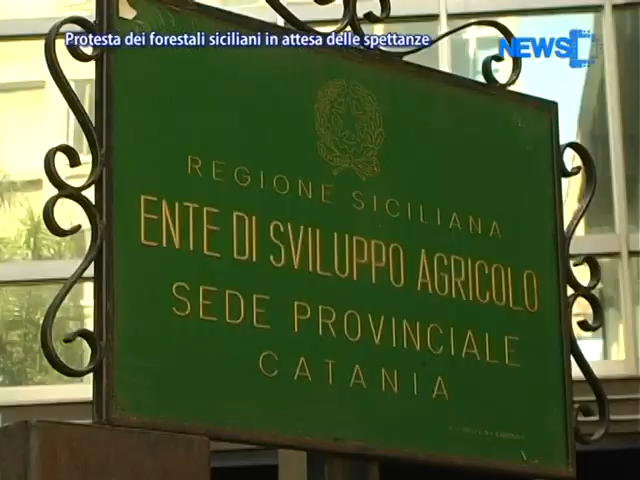 Protesta dei forestali siciliani in attesa delle spettanze
NEWS D
REGIONE SICILIANA
ENTE DI SVILUPPO AGRICOLO
SEDE PROVINCIALE
CATANIA